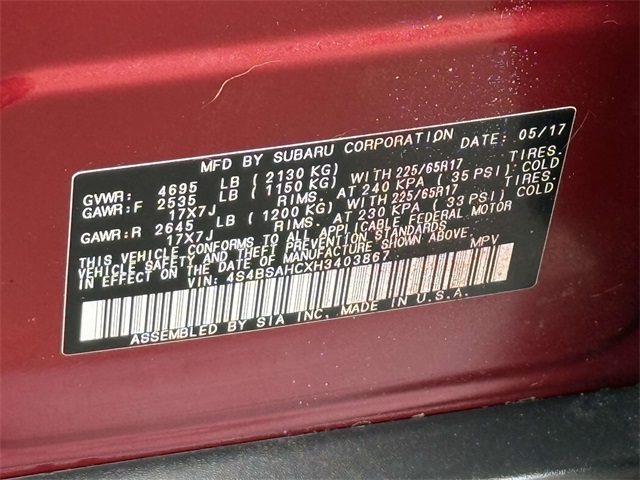 MFD BY SUBARU CORPORATION DATE: 05/17
GVWR: 4695 LB (2130 KG)
GAWR:F 2535 LB (1150 KG) WITH 225/65R17 TIRES.
17X7J RIMS. AT 240 KPA (35 PSI) COLD
GAWR:R 2645 LB (1200 KG) WITH 225/65R17 TIRES.
17X7J RIMS. AT 230 KPA (33 PSI) COLD
THIS VEHICLE CONFORMS TO ALL APPLICABLE FEDERAL MOTOR
VEHICLE SAFETY AND THEFT PREVENTION STANDARDS
IN EFFECT ON THE DATE OF MANUFACTURE SHOWN ABOVE.
VIN: 4S4BSAHCXH3403867 MPV
ASSEMBLED BY SIA INC. MADE IN U.S.A.